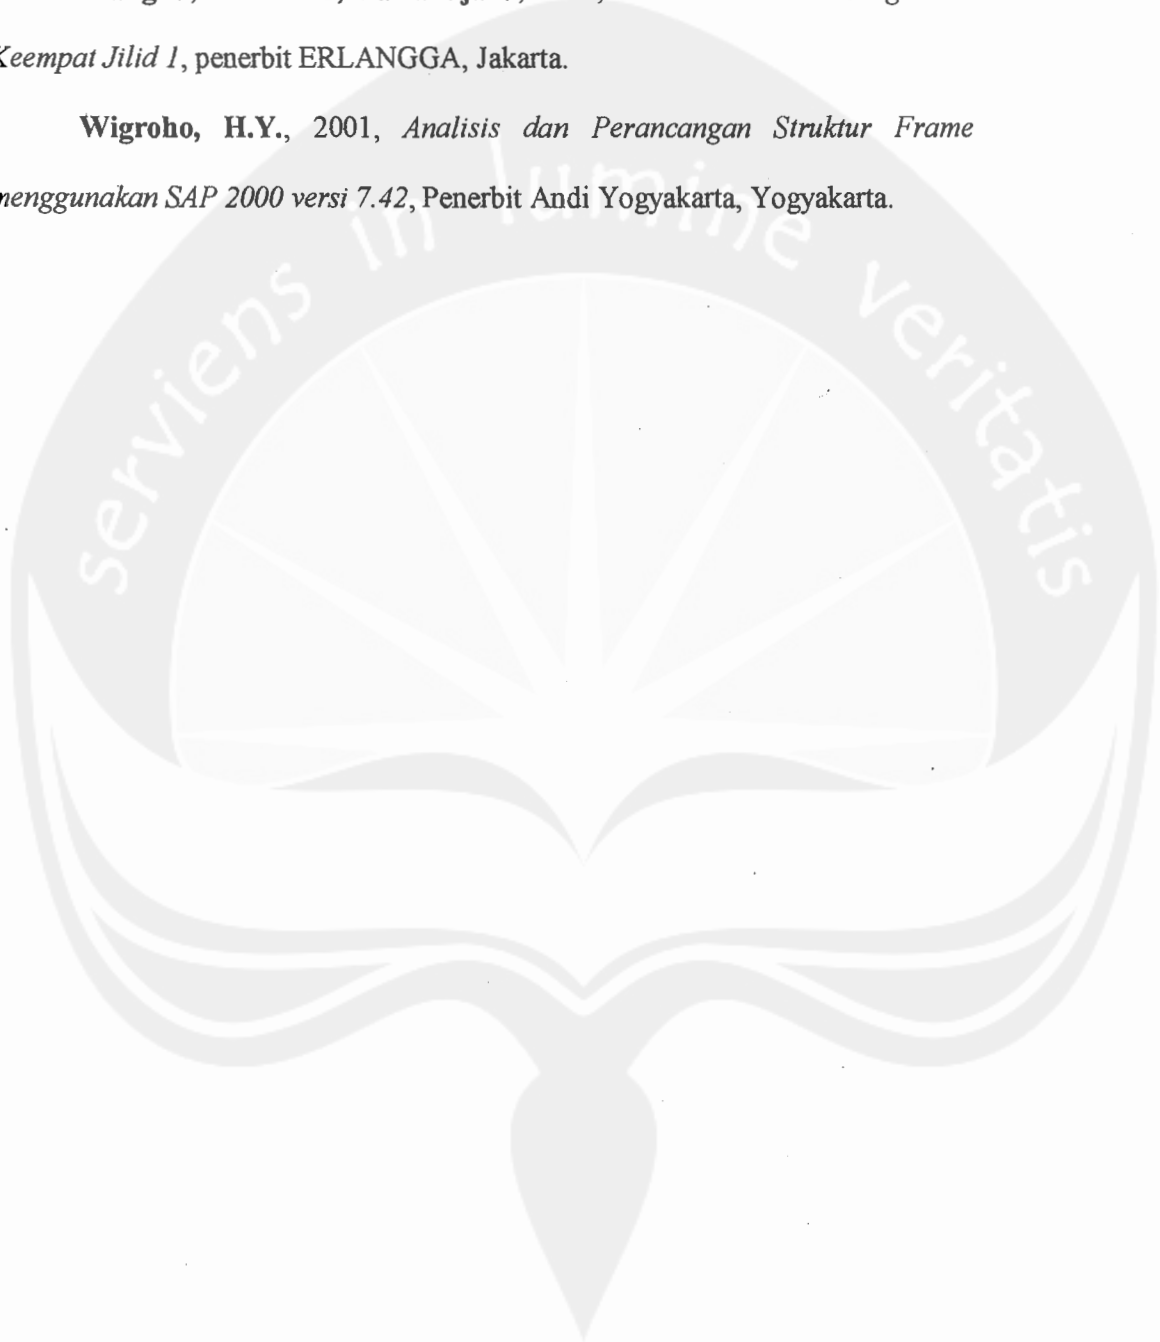 Keempat Jilid 1, penerbit ERLANGGA, Jakarta.
Wigroho, H.Y., 2001, Analisis dan Perancangan Struktur Frame
menggunakan SAP 2000 versi 7.42, Penerbit Andi Yogyakarta, Yogyakarta.
serviens in lumine veritatis